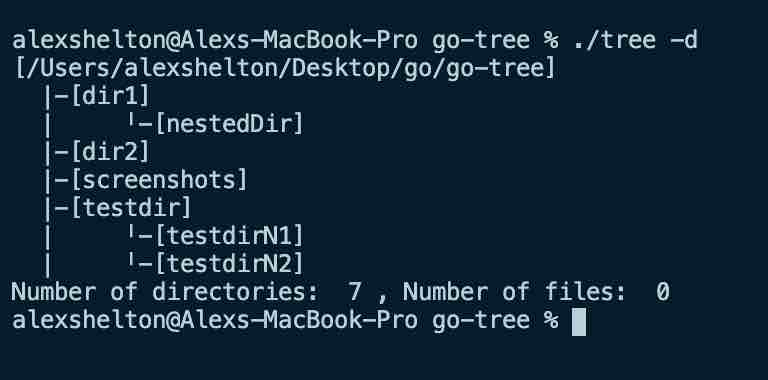 alexshelton@Alexs-MacBook-Pro go-tree % ./tree -d
[/Users/alexshelton/Desktop/go/go-tree]
  |-[dir1]
  |     ╵-[nestedDir]
  |-[dir2]
  |-[screenshots]
  |-[testdir]
  |     ╵-[testdirN1]
  |     ╵-[testdirN2]
Number of directories:  7 , Number of files:  0
alexshelton@Alexs-MacBook-Pro go-tree %